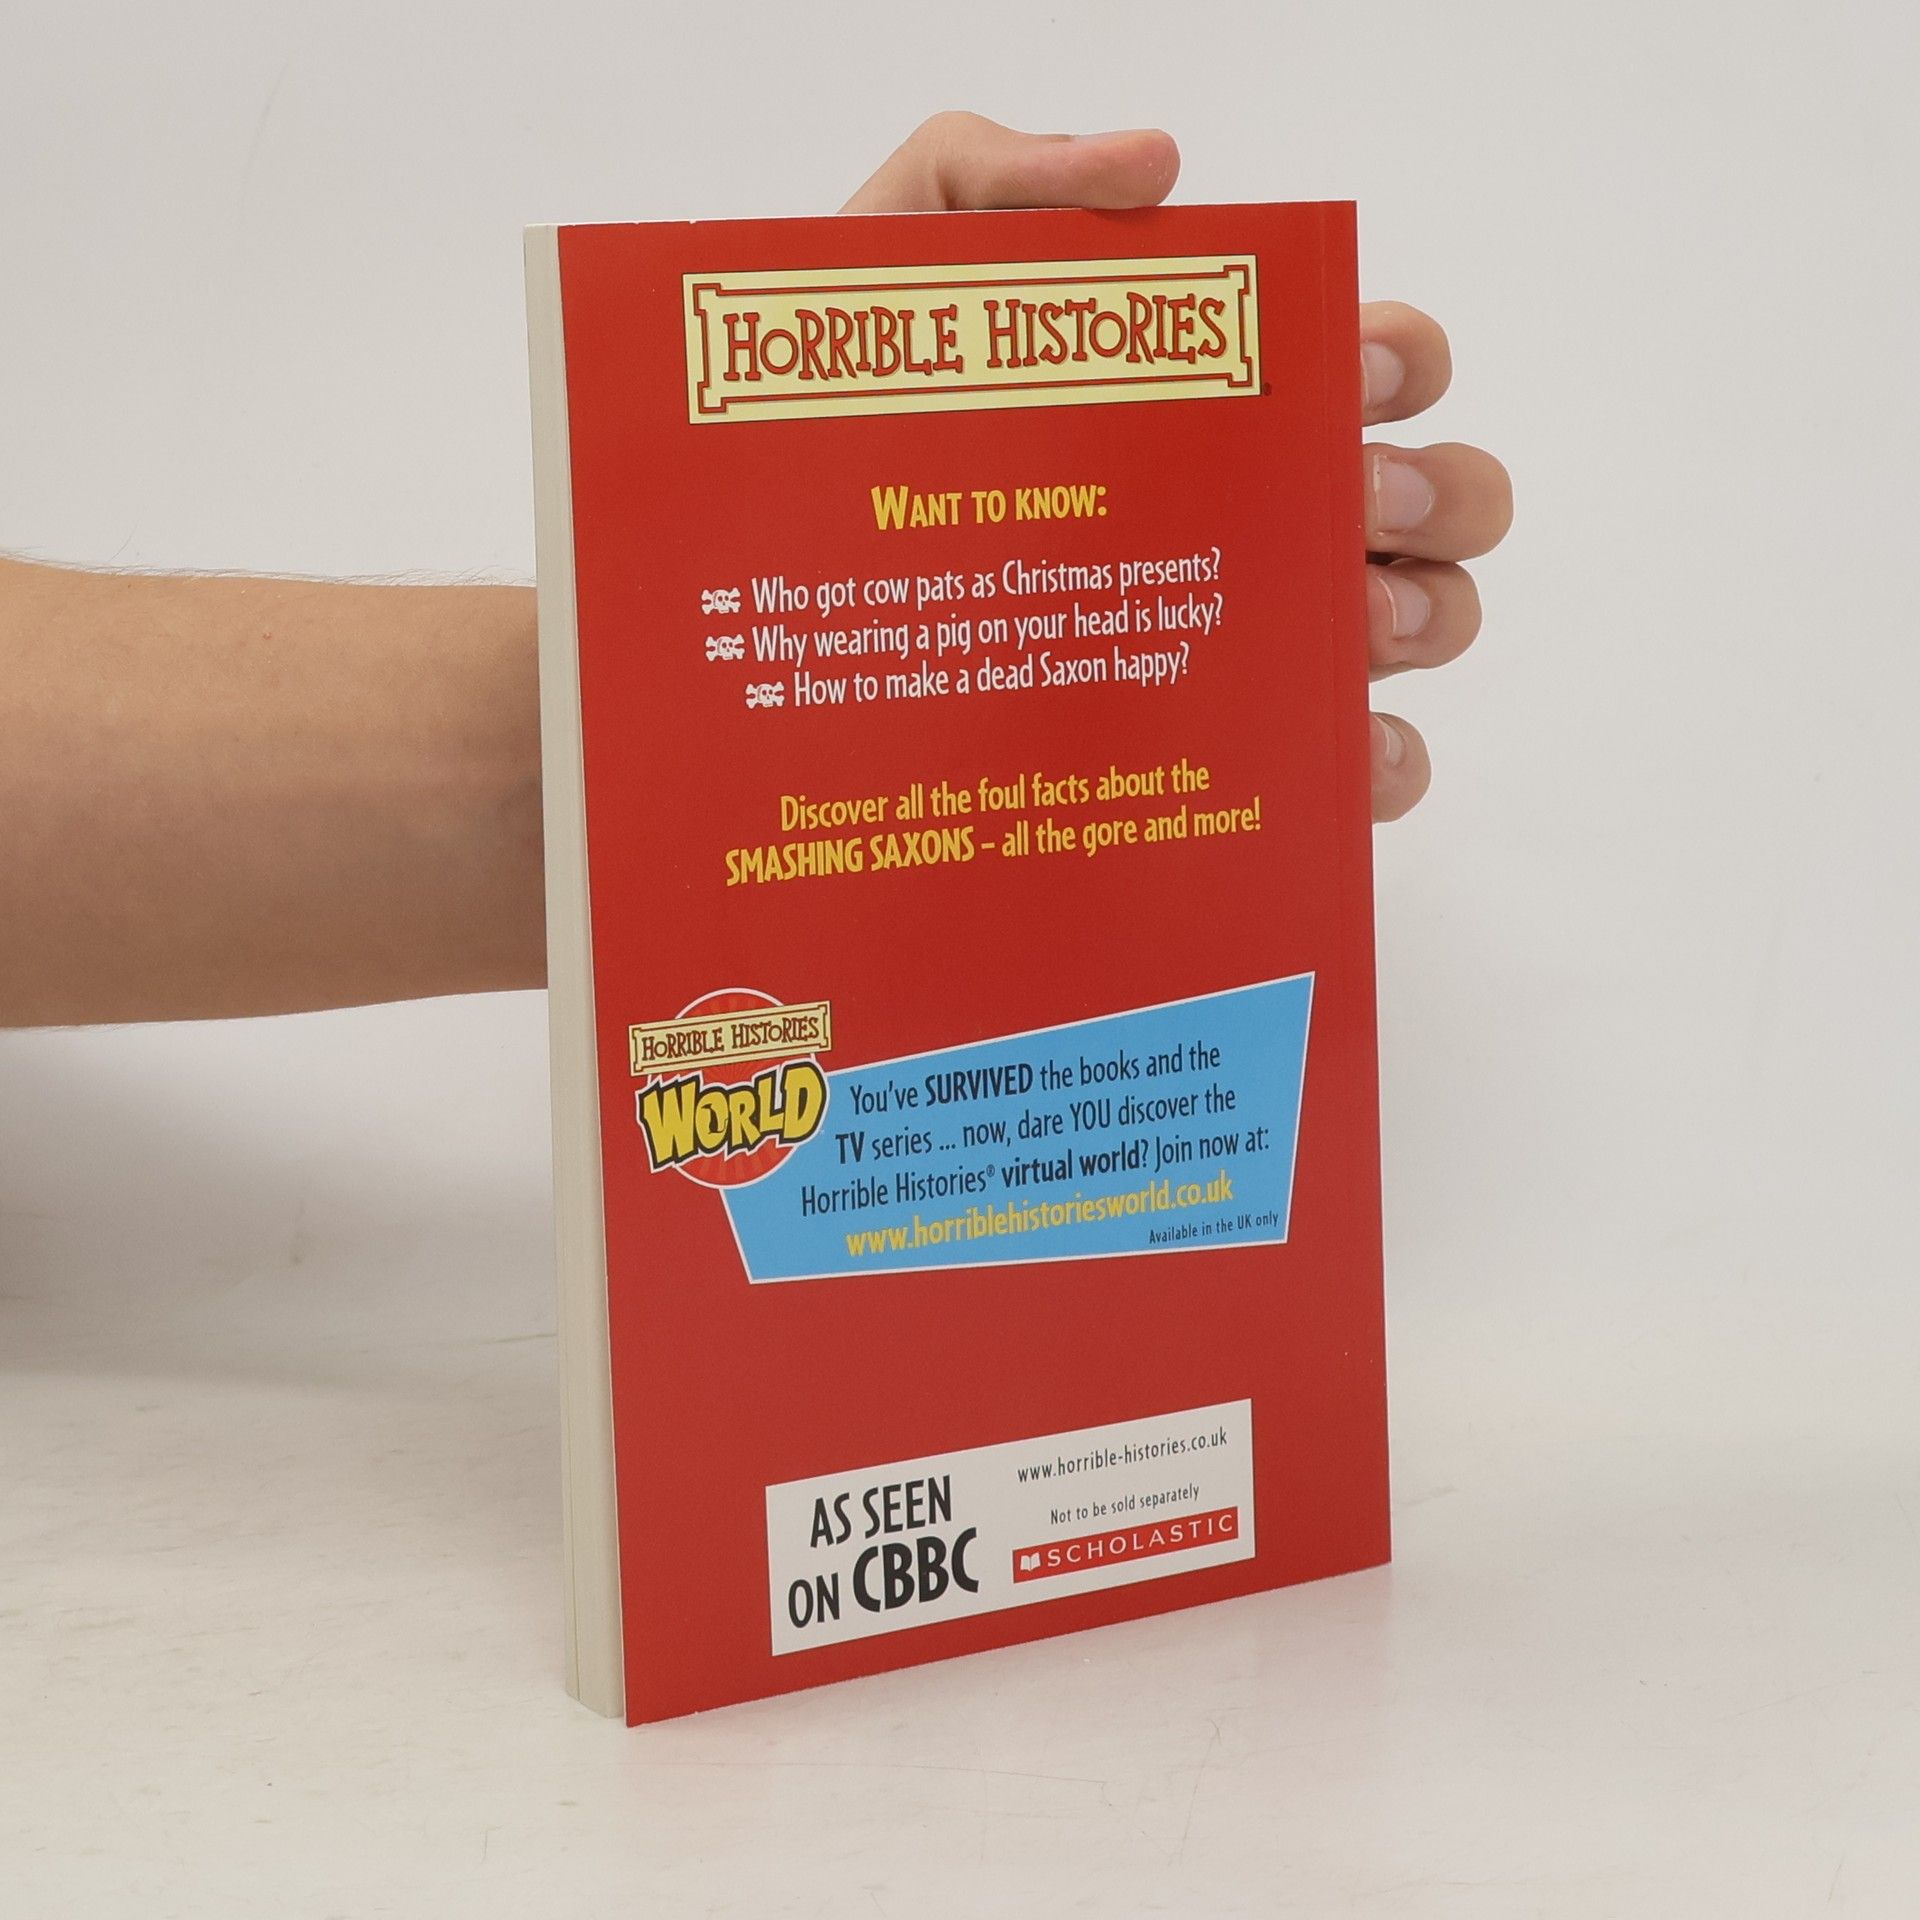 HORRIBLE HISTORIES®
WANT TO KNOW:
Who got cow pats as Christmas presents?
Why wearing a pig on your head is lucky?
How to make a dead Saxon happy?
Discover all the foul facts about the
SMASHING SAXONS – all the gore and more!
HORRIBLE HISTORIES
WORLD
You've SURVIVED the books and the
TV series ... now, dare YOU discover the
Horrible Histories® virtual world? Join now at:
www.horriblehistoriesworld.co.uk
Available in the UK only
AS SEEN
ON CBBC
www.horrible-histories.co.uk
Not to be sold separately
SCHOLASTIC